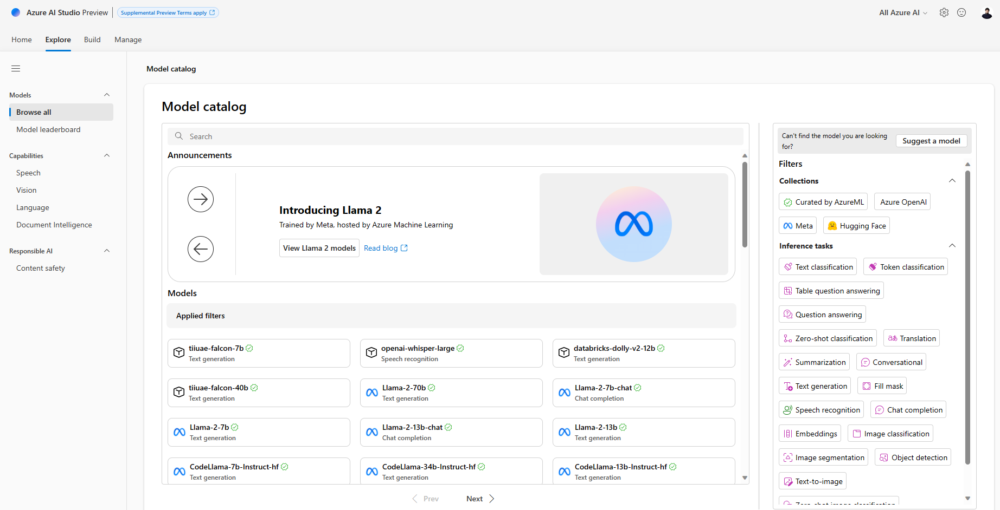 Azure AI Studio Preview
Supplemental Preview Terms apply
All Azure AI
Home
Explore
Build
Manage
Models
Browse all
Model leaderboard
Capabilities
Speech
Vision
Language
Document Intelligence
Responsible AI
Content safety
Model catalog
Model catalog
Search
Announcements
Introducing Llama 2
Trained by Meta, hosted by Azure Machine Learning
View Llama 2 models
Read blog
Models
Applied filters
tiiuae-falcon-7b
Text generation
openai-whisper-large
Speech recognition
databricks-dolly-v2-12b
Text generation
tiiuae-falcon-40b
Text generation
Llama-2-70b
Text generation
Llama-2-7b-chat
Chat completion
Llama-2-7b
Text generation
Llama-2-13b-chat
Chat completion
Llama-2-13b
Text generation
CodeLlama-7b-Instruct-hf
Text generation
CodeLlama-34b-Instruct-hf
Text generation
CodeLlama-13b-Instruct-hf
Text generation
Prev
Next
Can't find the model you are looking
for?
Suggest a model
Filters
Collections
Curated by AzureML
Azure OpenAI
Meta
Hugging Face
Inference tasks
Text classification
Token classification
Table question answering
Question answering
Zero-shot classification
Translation
Summarization
Conversational
Text generation
Fill mask
Speech recognition
Chat completion
Embeddings
Image classification
Image segmentation
Object detection
Text-to-image
Zero-shot image classification